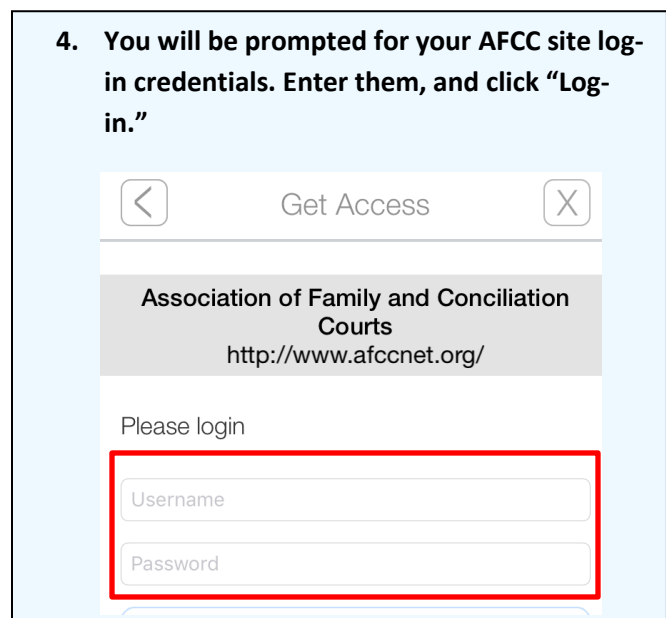 4. You will be prompted for your AFCC site log-
in credentials. Enter them, and click “Log-
in.”
Get Access
X
Association of Family and Conciliation
Courts
http://www.afccnet.org/
Please login
Username
Password